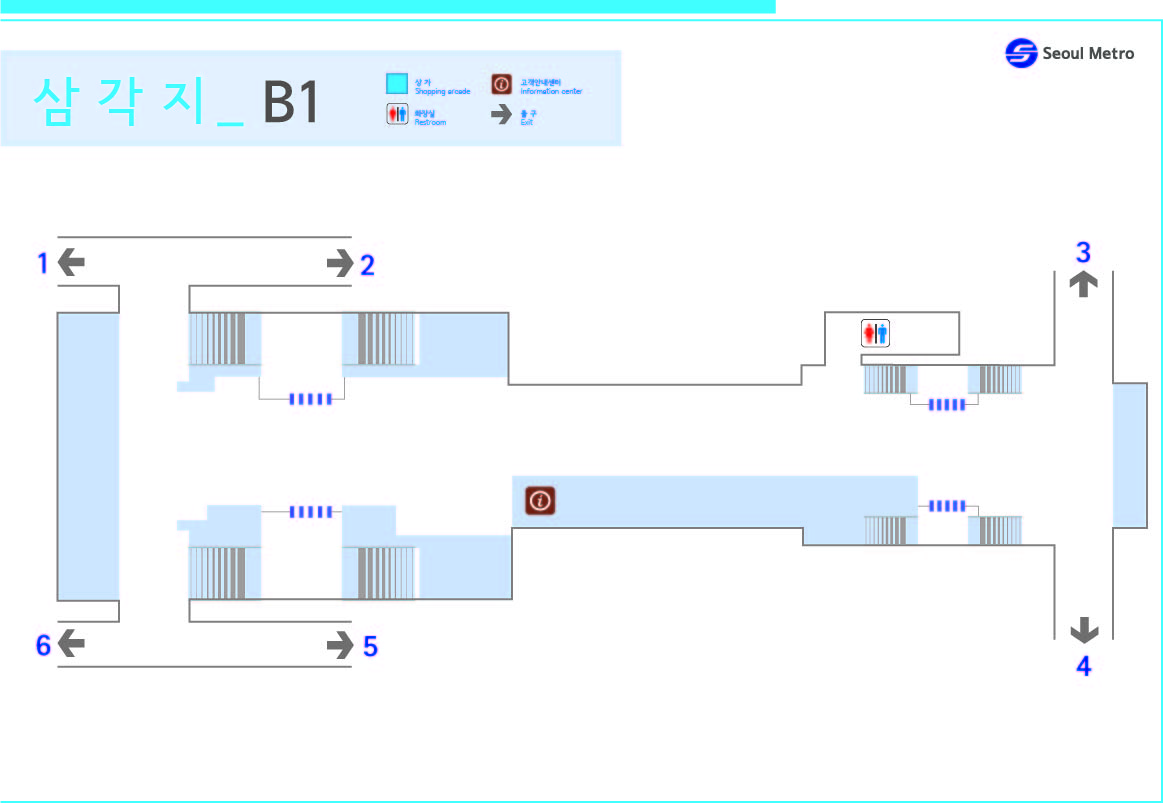 Seoul Metro
삼각지_ B1
상 가
Shopping arcade
고객안내센터
Information center
화장실
Restroom
출 구
Exit
1
2
3
6
5
4